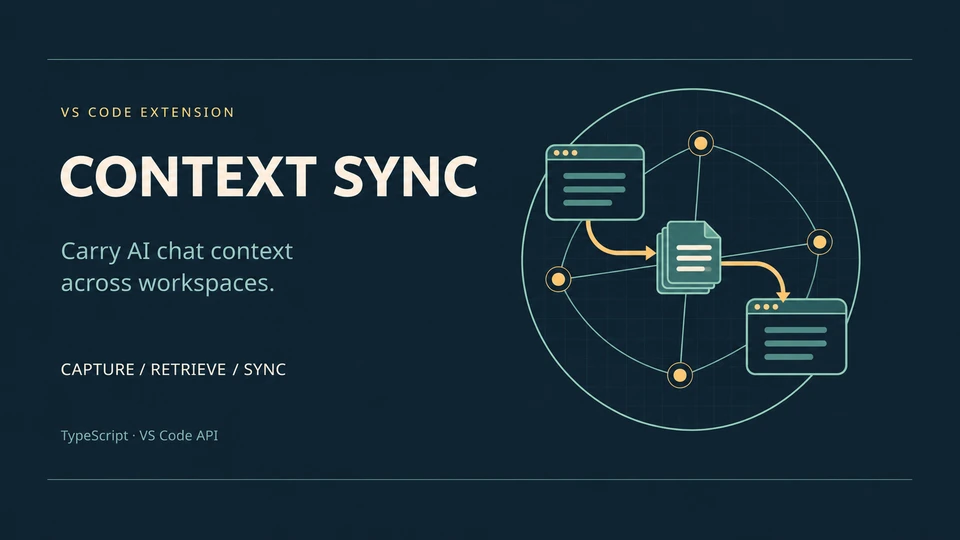 VS CODE EXTENSION
CONTEXT SYNC
Carry AI chat context
across workspaces.
CAPTURE / RETRIEVE / SYNC
TypeScript · VS Code API